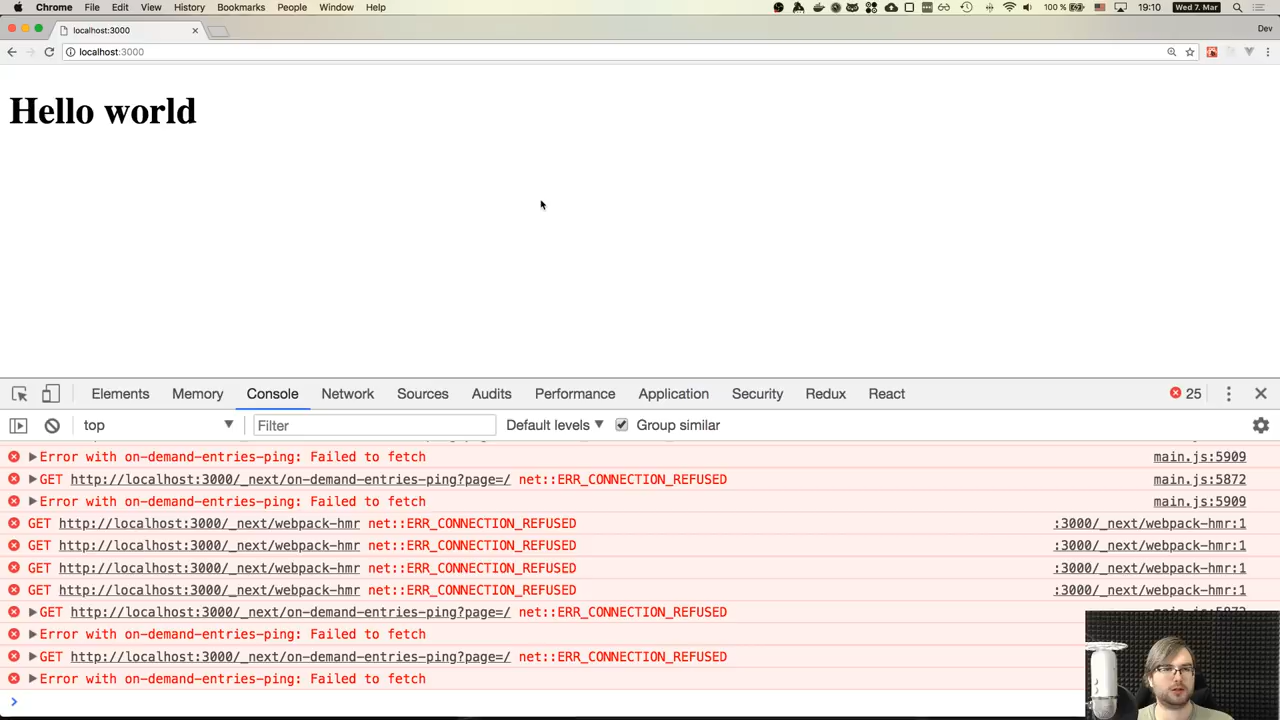 Chrome File Edit View History Bookmarks People Window Help 100 % 19:10 Wed 7. Mar
localhost:3000 Dev
localhost:3000
Hello world
Elements Memory Console Network Sources Audits Performance Application Security Redux React 25
top Filter Default levels Group similar
Error with on-demand-entries-ping: Failed to fetch main.js:5909
GET http://localhost:3000/_next/on-demand-entries-ping?page=/ net::ERR_CONNECTION_REFUSED main.js:5872
Error with on-demand-entries-ping: Failed to fetch main.js:5909
GET http://localhost:3000/_next/webpack-hmr net::ERR_CONNECTION_REFUSED :3000/_next/webpack-hmr:1
GET http://localhost:3000/_next/webpack-hmr net::ERR_CONNECTION_REFUSED :3000/_next/webpack-hmr:1
GET http://localhost:3000/_next/webpack-hmr net::ERR_CONNECTION_REFUSED :3000/_next/webpack-hmr:1
GET http://localhost:3000/_next/webpack-hmr net::ERR_CONNECTION_REFUSED :3000/_next/webpack-hmr:1
GET http://localhost:3000/_next/on-demand-entries-ping?page=/ net::ERR_CONNECTION_REFUSED
Error with on-demand-entries-ping: Failed to fetch
GET http://localhost:3000/_next/on-demand-entries-ping?page=/ net::ERR_CONNECTION_REFUSED
Error with on-demand-entries-ping: Failed to fetch